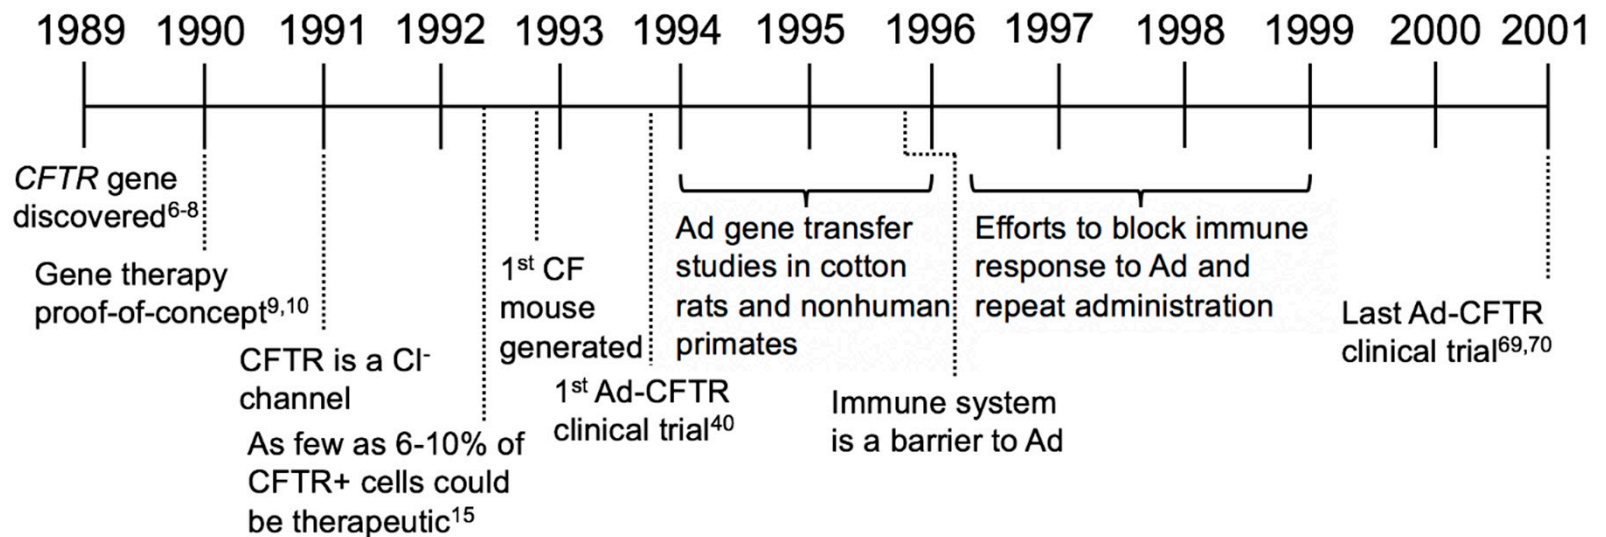 1989 1990 1991 1992 1993 1994 1995 1996 1997 1998 1999 2000 2001
CFTR gene
discovered6-8
Gene therapy
proof-of-concept9,10
CFTR is a Cl-
channel
As few as 6-10% of
CFTR+ cells could
be therapeutic15
1st CF
mouse
generated
1st Ad-CFTR
clinical trial40
Ad gene transfer
studies in cotton
rats and nonhuman
primates
Immune system
is a barrier to Ad
Efforts to block immune
response to Ad and
repeat administration
Last Ad-CFTR
clinical trial69,70